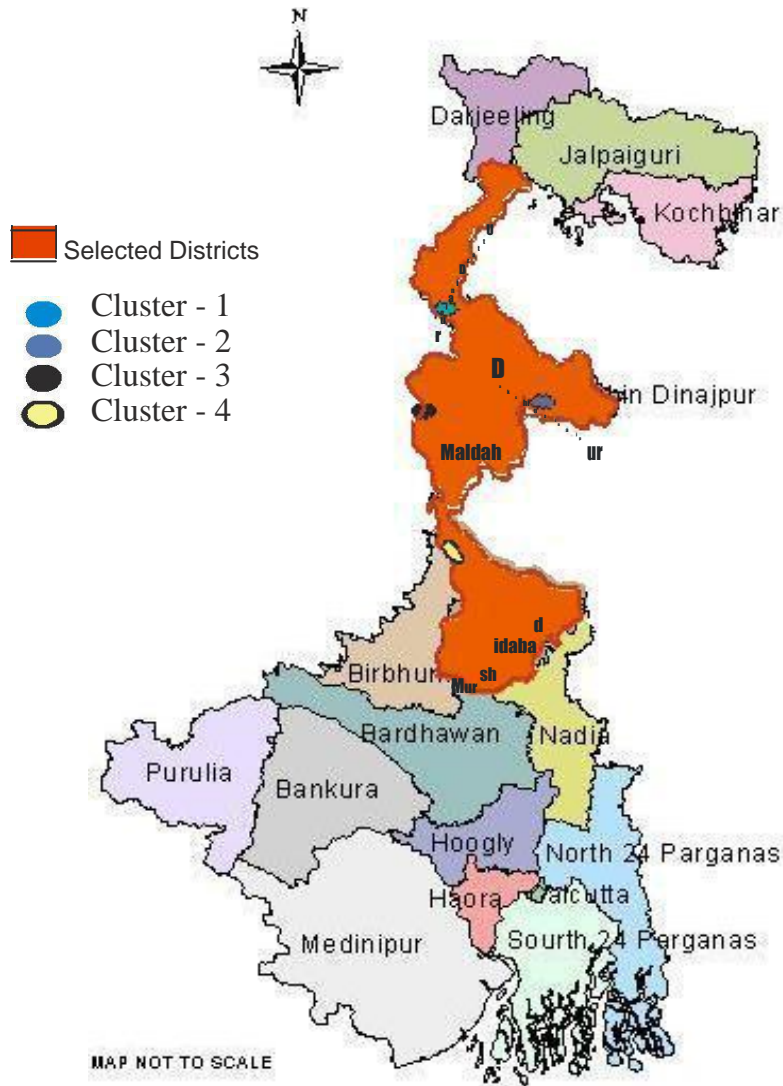 N
Darjeeling
Jalpaiguri
Kochbihar
Selected Districts
Cluster - 1
Cluster - 2
Cluster - 3
Cluster - 4
r
D
in Dinajpur
Maldah
ur
d
idaba
sh
Mur
Birbhum
Bardhawan
Nadia
Purulia
Bankura
Hoogly
North 24 Parganas
Haora
Calcutta
Medinipur
Sourth 24 Parganas
MAP NOT TO SCALE